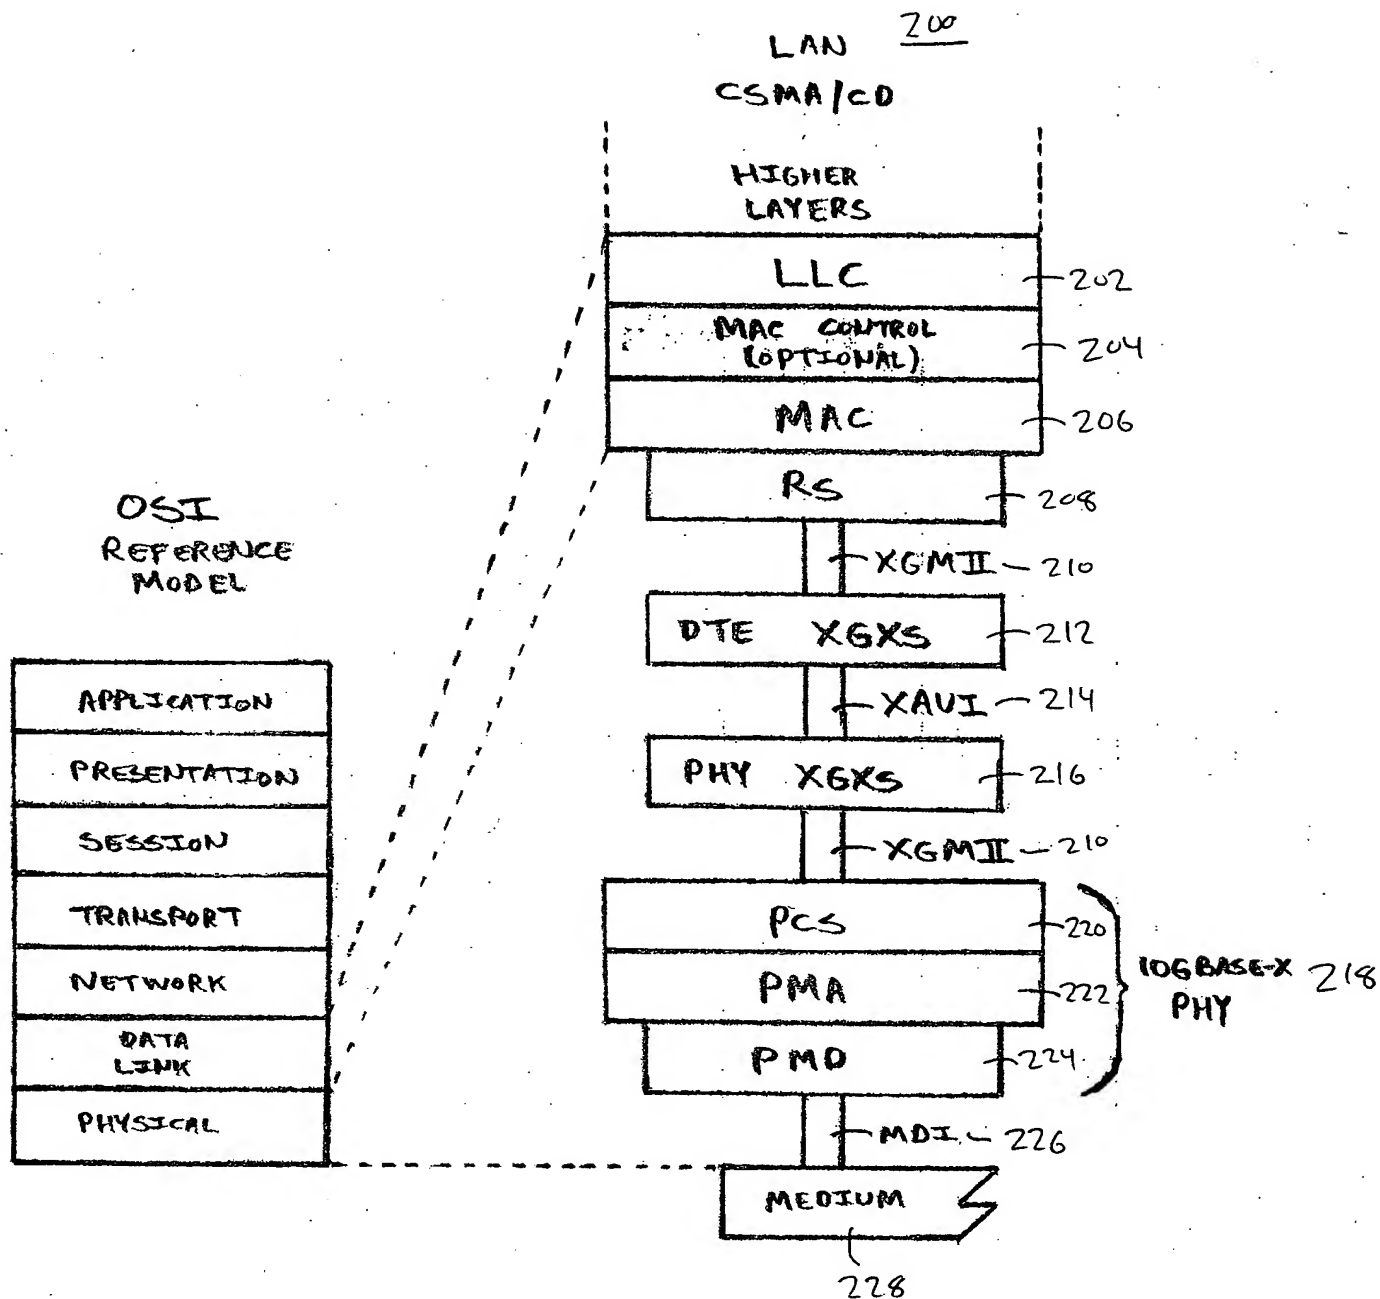 200
LAN
CSMA/CD
HIGHER
LAYERS
LLC
202
MAC CONTROL
(OPTIONAL)
204
MAC
206
RS
208
XGMII
210
DTE XGXS
212
XAUI
214
PHY XGXS
216
XGMII
210
PCS
220
PMA
222
PMD
224
10GBASE-X
PHY
218
MDI
226
MEDIUM
228
OSI
REFERENCE
MODEL
APPLICATION
PRESENTATION
SESSION
TRANSPORT
NETWORK
DATA
LINK
PHYSICAL